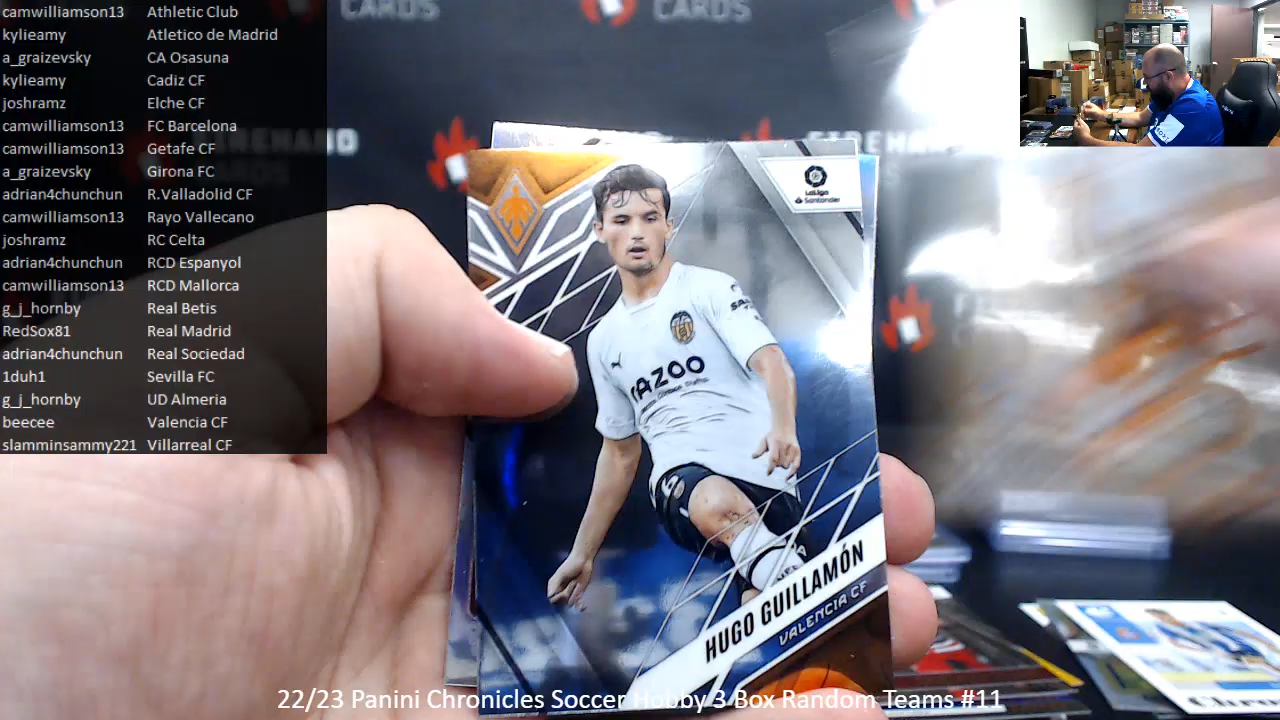 camwilliamson13 Athletic Club
kylieamy Atletico de Madrid
a_graizevsky CA Osasuna
kylieamy Cadiz CF
joshramz Elche CF
camwilliamson13 FC Barcelona
camwilliamson13 Getafe CF
a_graizevsky Girona FC
adrian4chunchun R.Valladolid CF
camwilliamson13 Rayo Vallecano
joshramz RC Celta
adrian4chunchun RCD Espanyol
camwilliamson13 RCD Mallorca
g_j_hornby Real Betis
RedSox81 Real Madrid
adrian4chunchun Real Sociedad
1duh1 Sevilla FC
g_j_hornby UD Almeria
beecee Valencia CF
slamminsammy221 Villarreal CF
CARDS
CARDS
FIREHAND
CARDS
LaLiga
Santander
CAZOO
HUGO GUILLAMÓN
VALENCIA CF
22/23 Panini Chronicles Soccer Hobby 3 Box Random Teams #11